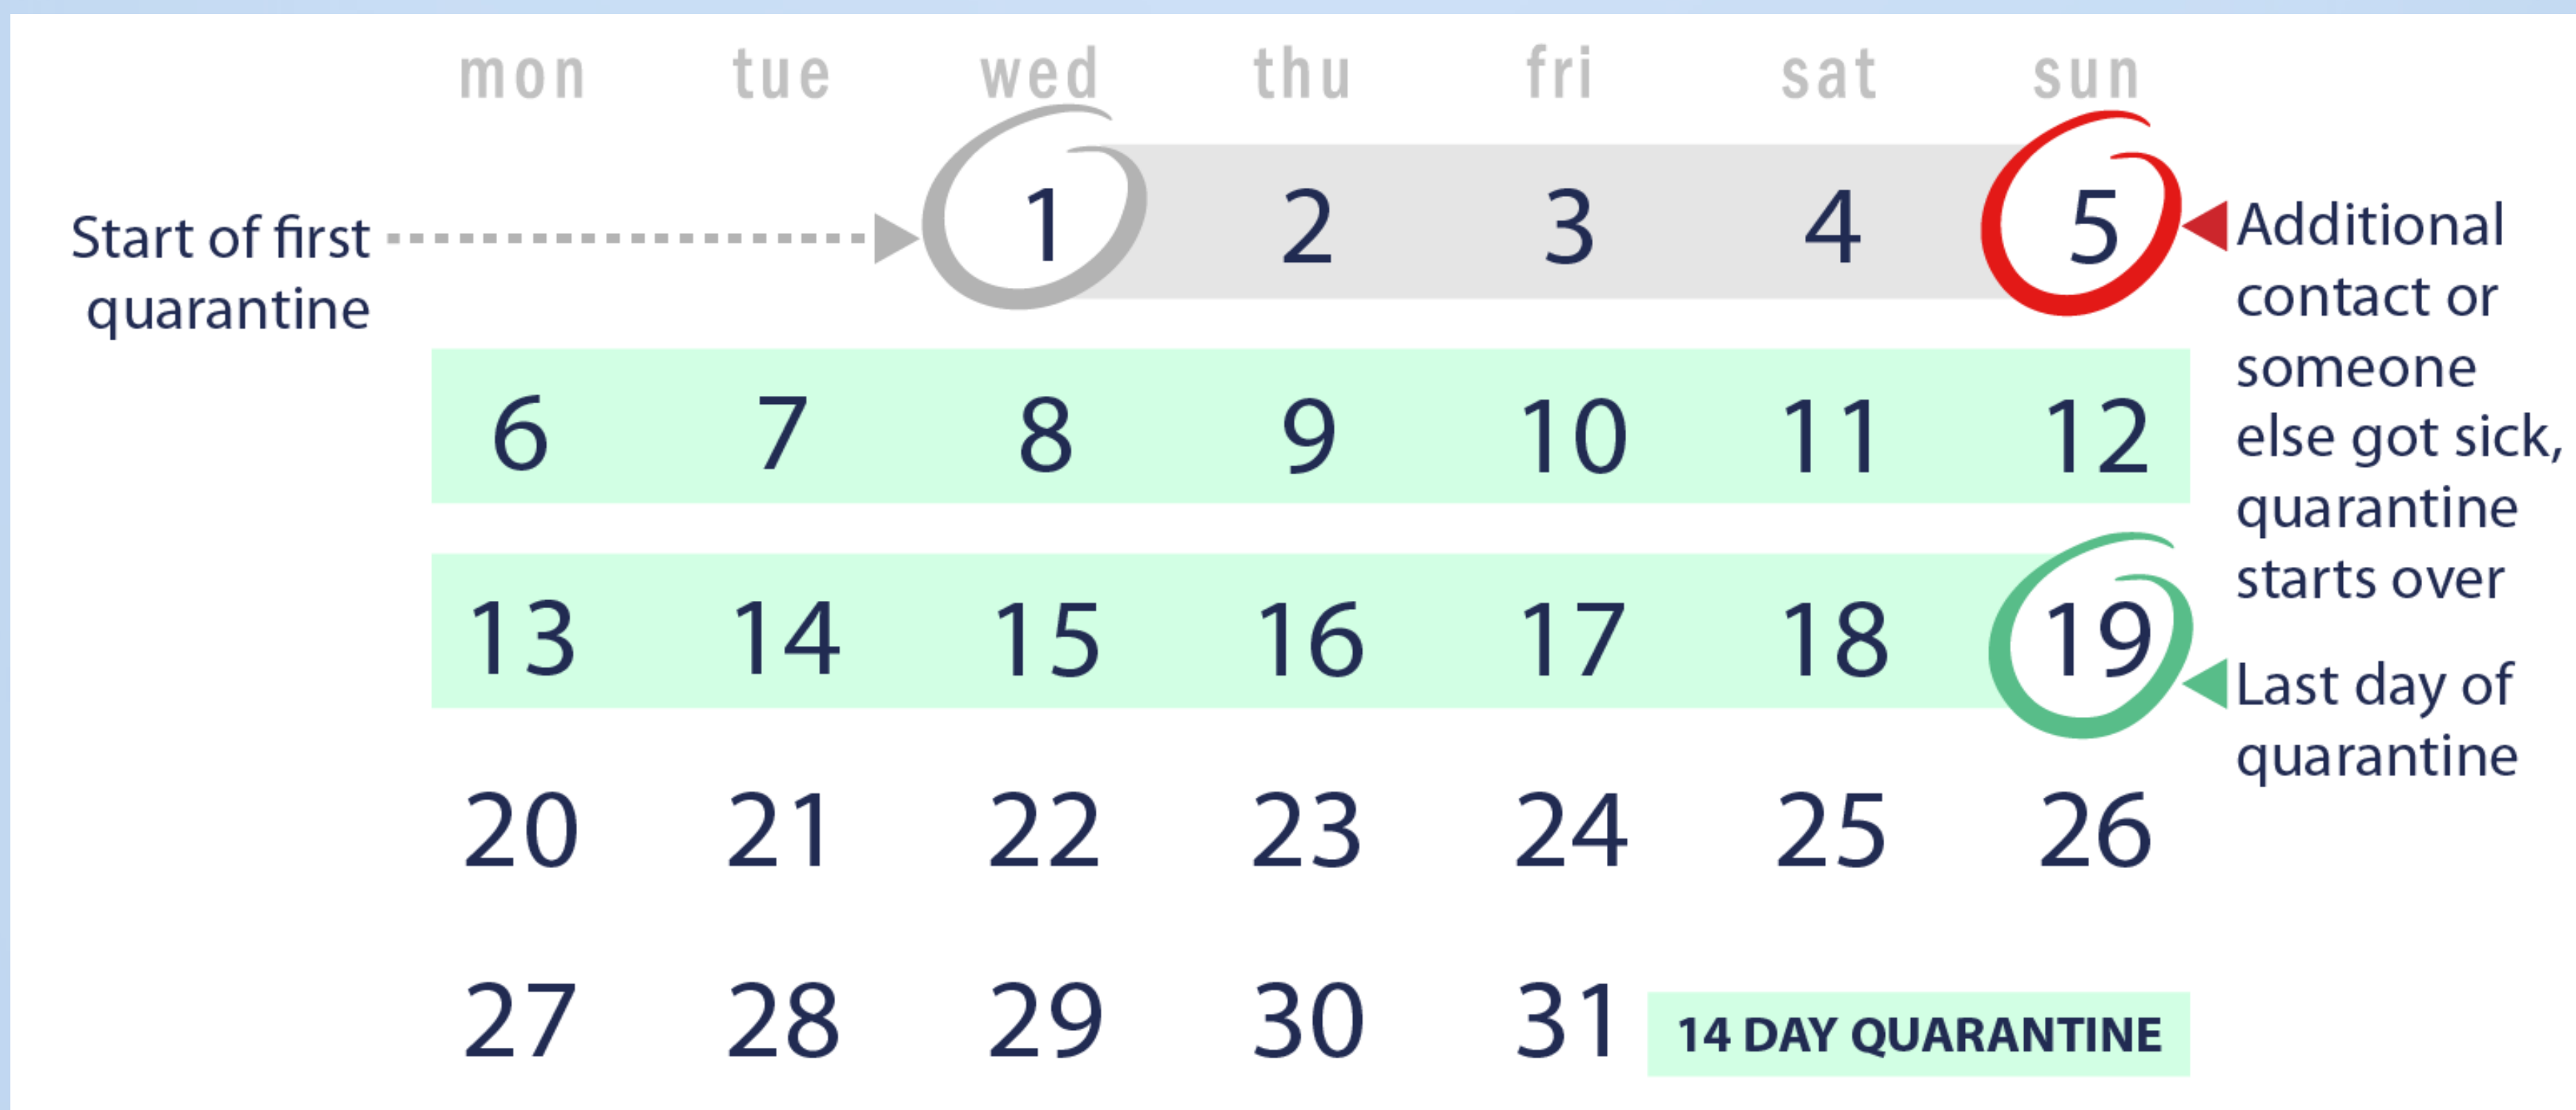 mon tue wed thu fri sat sun
Start of first
quarantine
1 2 3 4 5
Additional
contact or
someone
else got sick,
quarantine
starts over
6 7 8 9 10 11 12
13 14 15 16 17 18 19
Last day of
quarantine
20 21 22 23 24 25 26
27 28 29 30 31
14 DAY QUARANTINE